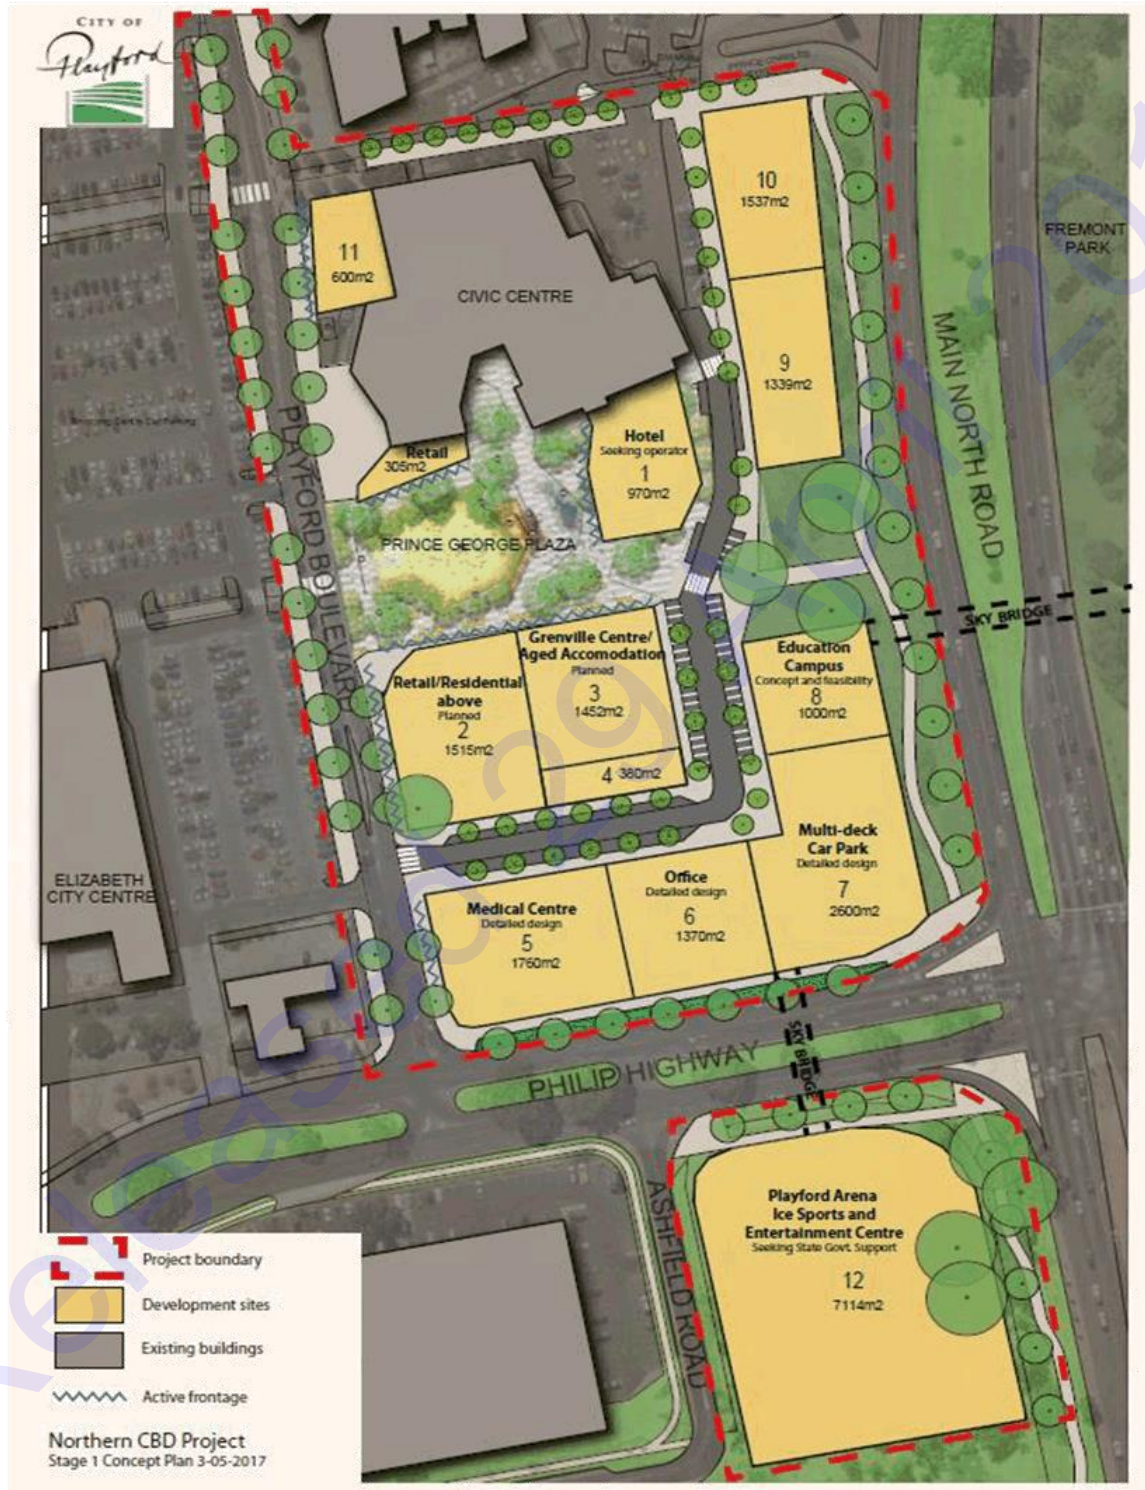 CITY OF
Playford
PRINCE CHARLES
FREMONT
PARK
10
1537m2
11
600m2
CIVIC CENTRE
MAIN NORTH ROAD
9
1339m2
PLAYFORD BOULEVARD
Retail
305m2
Hotel
Seeking operator
1
970m2
PRINCE GEORGE PLAZA
SKY BRIDGE
Grenville Centre/
Aged Accomodation
Planned
3
1452m2
Education
Campus
Concept and feasibility
8
1000m2
Retail/Residential
above
Planned
2
1515m2
4 380m2
Multi-deck
Car Park
Detailed design
7
2600m2
ELIZABETH
CITY CENTRE
Office
Detailed design
6
1370m2
Medical Centre
Detailed design
5
1760m2
SKY BRIDGE
PHILIP HIGHWAY
ASHFIELD ROAD
Playford Arena
Ice Sports and
Entertainment Centre
Seeking State Govt. Support
12
7114m2
Project boundary
Development sites
Existing buildings
Active frontage
Northern CBD Project
Stage 1 Concept Plan 3-05-2017